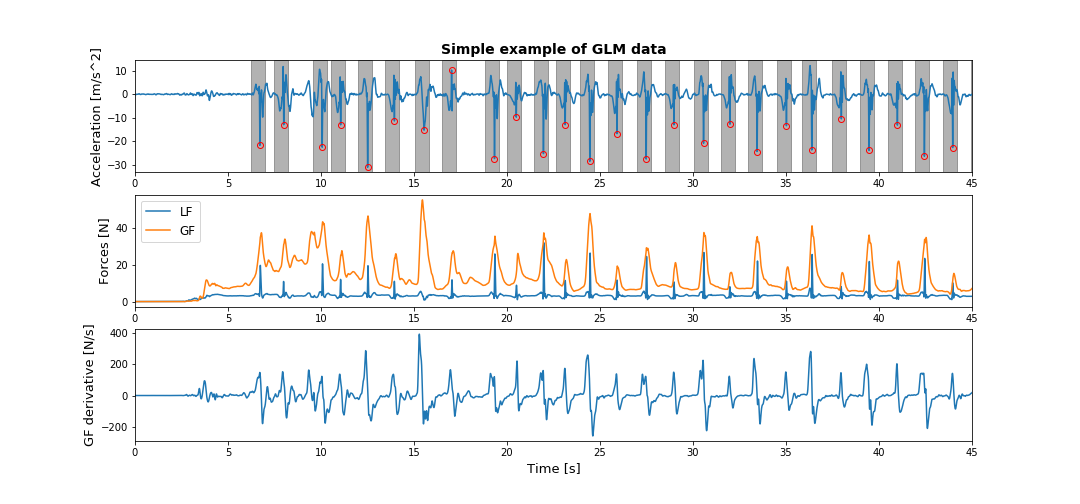 Simple example of GLM data
Acceleration [m/s^2]
10
0
−10
−20
−30
0 5 10 15 20 25 30 35 40 45
Forces [N]
40
20
0
LF
GF
0 5 10 15 20 25 30 35 40 45
GF derivative [N/s]
400
200
0
−200
0 5 10 15 20 25 30 35 40 45
Time [s]